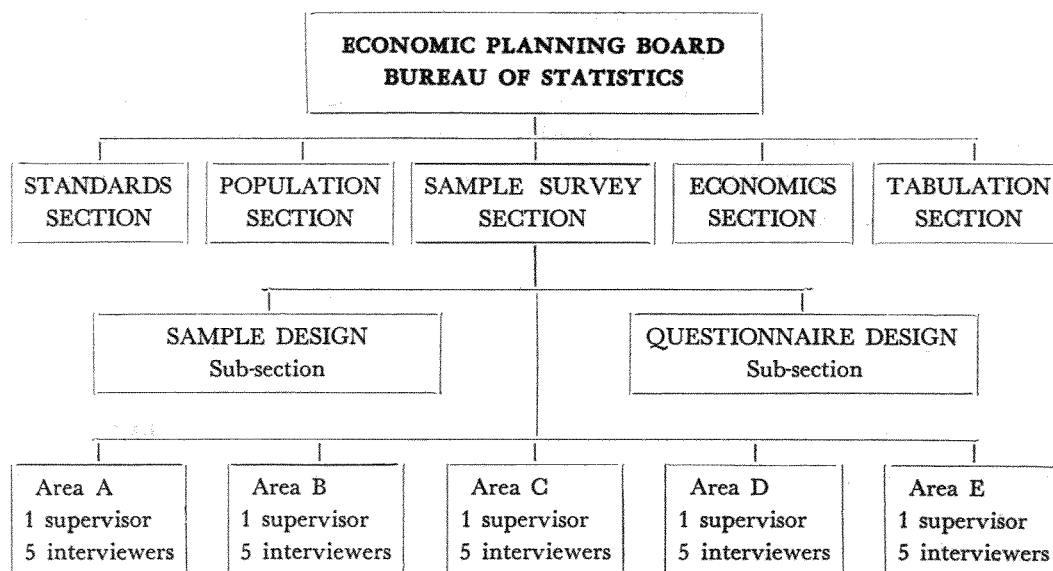 ECONOMIC PLANNING BOARD
BUREAU OF STATISTICS
STANDARDS
SECTION
POPULATION
SECTION
SAMPLE SURVEY
SECTION
ECONOMICS
SECTION
TABULATION
SECTION
SAMPLE DESIGN
Sub-section
QUESTIONNAIRE DESIGN
Sub-section
Area A
1 supervisor
5 interviewers
Area B
1 supervisor
5 interviewers
Area C
1 supervisor
5 interviewers
Area D
1 supervisor
5 interviewers
Area E
1 supervisor
5 interviewers